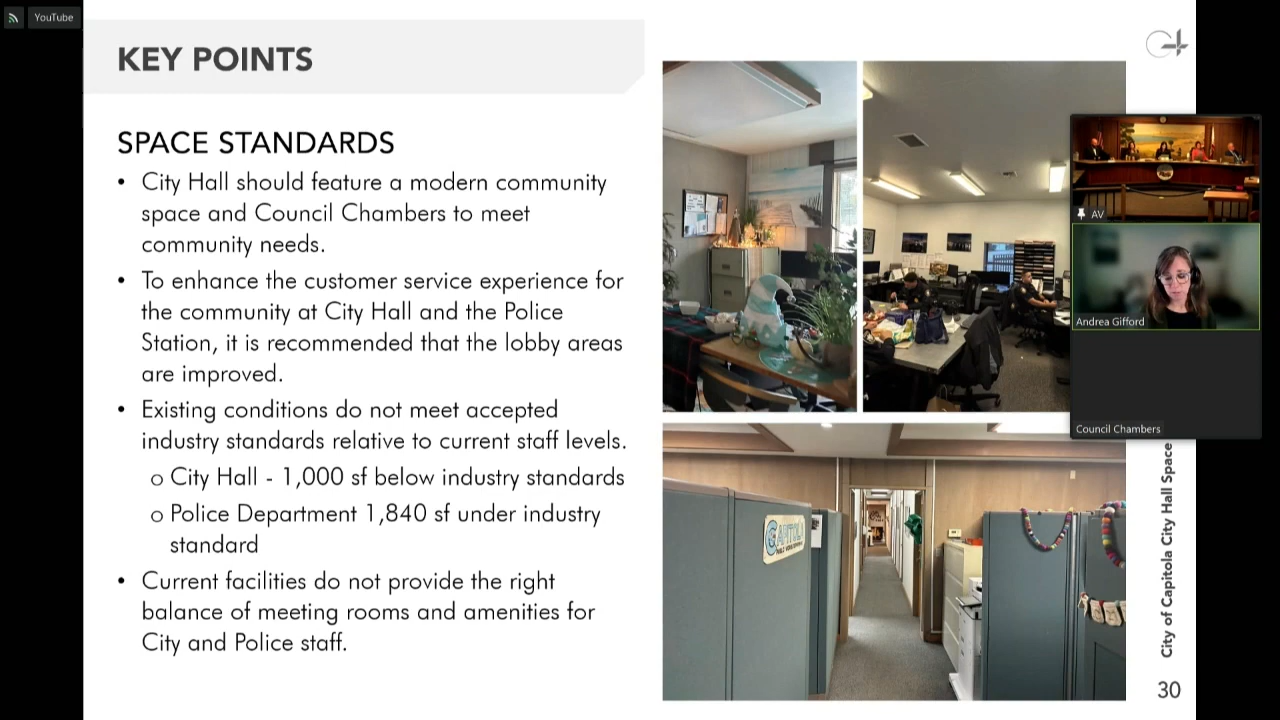 YouTube
KEY POINTS
SPACE STANDARDS
• City Hall should feature a modern community
space and Council Chambers to meet
community needs.
• To enhance the customer service experience for
the community at City Hall and the Police
Station, it is recommended that the lobby areas
are improved.
• Existing conditions do not meet accepted
industry standards relative to current staff levels.
o City Hall - 1,000 sf below industry standards
o Police Department 1,840 sf under industry
standard
• Current facilities do not provide the right
balance of meeting rooms and amenities for
City and Police staff.
CAPITOLA
AV
Andrea Gifford
Council Chambers
City of Capitola City Hall Space
30